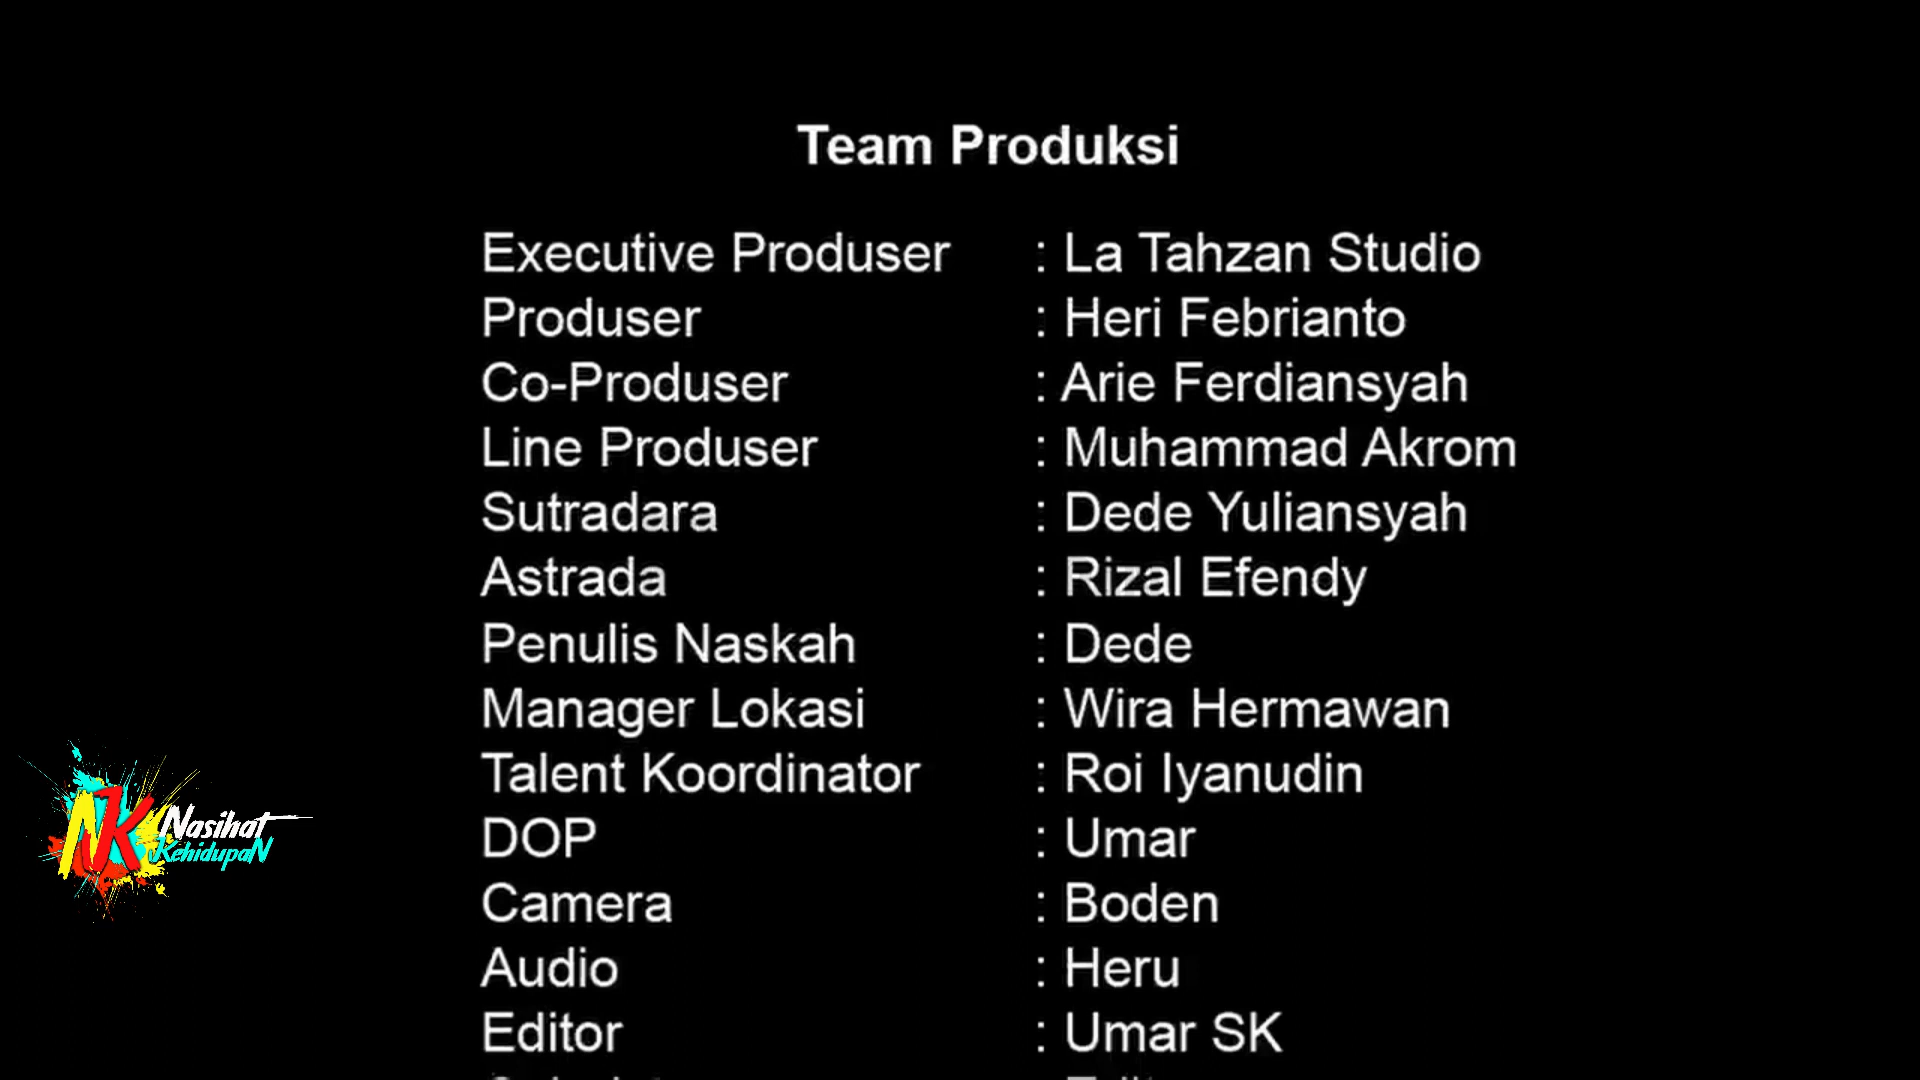 Team Produksi
Executive Produser : La Tahzan Studio
Produser : Heri Febrianto
Co-Produser : Arie Ferdiansyah
Line Produser : Muhammad Akrom
Sutradara : Dede Yuliansyah
Astrada : Rizal Efendy
Penulis Naskah : Dede
Manager Lokasi : Wira Hermawan
Talent Koordinator : Roi Iyanudin
DOP : Umar
Camera : Boden
Audio : Heru
Editor : Umar SK
NK Nasihat
KehidupaN